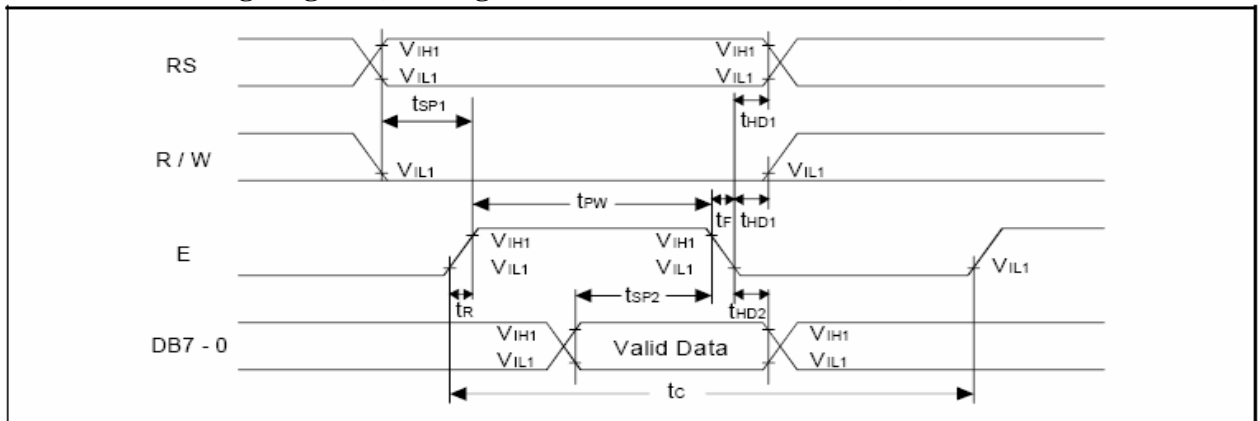 RS
VIH1
VIL1
VIH1
VIL1
tSP1
tHD1
R / W
VIL1
VIL1
tPW
tF
tHD1
E
VIH1
VIL1
VIH1
VIL1
VIL1
tR
tSP2
tHD2
DB7 - 0
VIH1
VIL1
Valid Data
VIH1
VIL1
tC